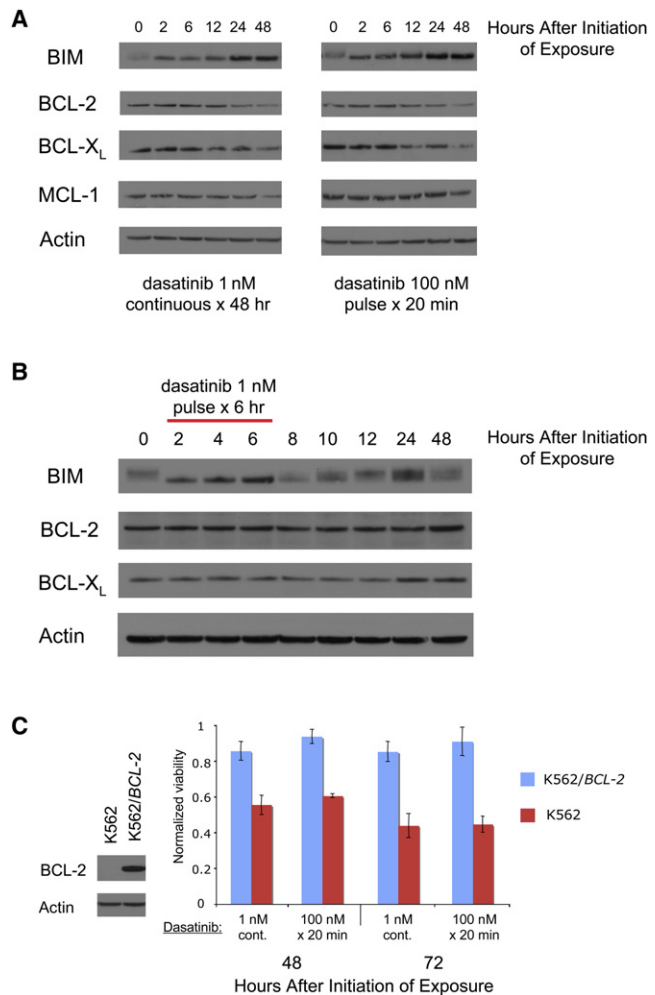 A
0 2 6 12 24 48
0 2 6 12 24 48
Hours After Initiation
of Exposure
BIM
BCL-2
BCL-XL
MCL-1
Actin
dasatinib 1 nM
continuous x 48 hr
dasatinib 100 nM
pulse x 20 min
B
dasatinib 1 nM
pulse x 6 hr
0 2 4 6 8 10 12 24 48
Hours After Initiation
of Exposure
BIM
BCL-2
BCL-XL
Actin
C
K562
K562/BCL-2
BCL-2
Actin
Normalized viability
1
0.8
0.6
0.4
0.2
0
K562/BCL-2
K562
Dasatinib:
1 nM
cont.
100 nM
x 20 min
1 nM
cont.
100 nM
x 20 min
48 72
Hours After Initiation of Exposure